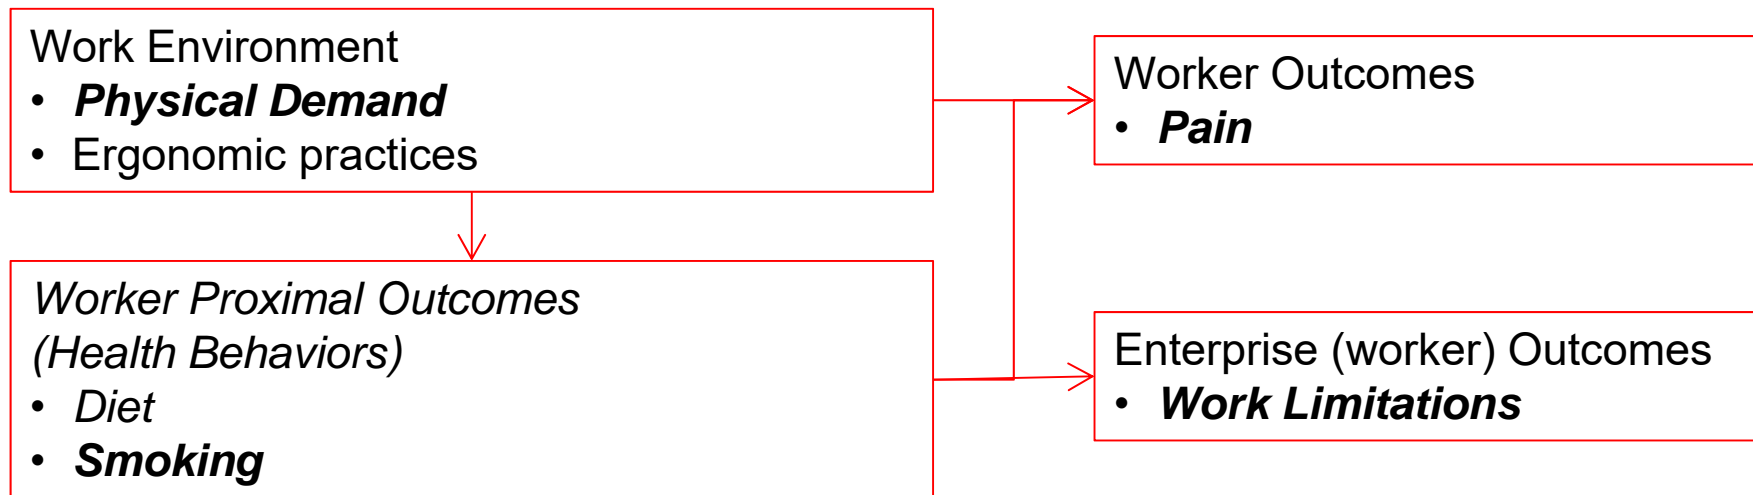 Work Environment
• Physical Demand
• Ergonomic practices
Worker Outcomes
• Pain
Worker Proximal Outcomes
(Health Behaviors)
• Diet
• Smoking
Enterprise (worker) Outcomes
• Work Limitations